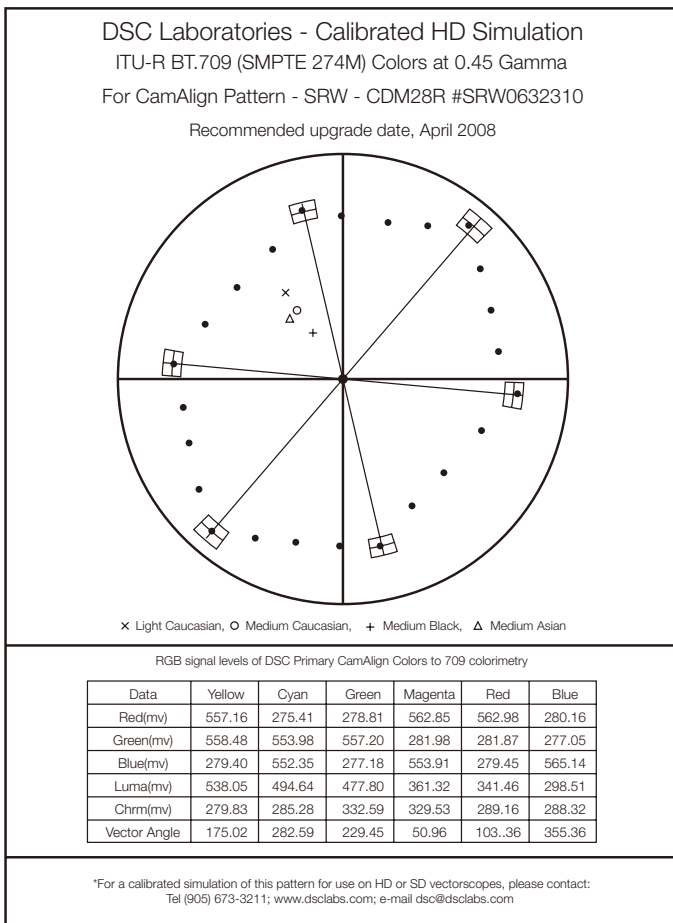 DSC Laboratories - Calibrated HD Simulation
ITU-R BT.709 (SMPTE 274M) Colors at 0.45 Gamma
For CamAlign Pattern - SRW - CDM28R #SRW0632310
Recommended upgrade date, April 2008
× Light Caucasian, O Medium Caucasian, + Medium Black, Δ Medium Asian
RGB signal levels of DSC Primary CamAlign Colors to 709 colorimetry
Data Yellow Cyan Green Magenta Red Blue
Red(mv) 557.16 275.41 278.81 562.85 562.98 280.16
Green(mv) 558.48 553.98 557.20 281.98 281.87 277.05
Blue(mv) 279.40 552.35 277.18 553.91 279.45 565.14
Luma(mv) 538.05 494.64 477.80 361.32 341.46 298.51
Chrm(mv) 279.83 285.28 332.59 329.53 289.16 288.32
Vector Angle 175.02 282.59 229.45 50.96 103..36 355.36
*For a calibrated simulation of this pattern for use on HD or SD vectorscopes, please contact:
Tel (905) 673-3211; www.dsclabs.com; e-mail dsc@dsclabs.com